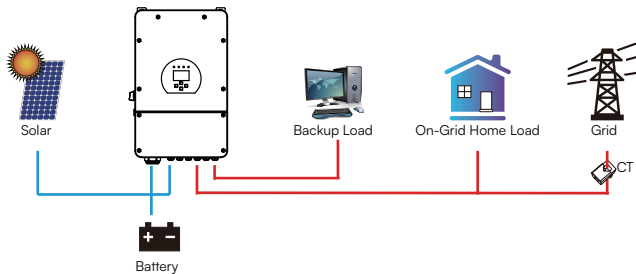 Solar
Backup Load
On-Grid Home Load
Grid
CT
Battery